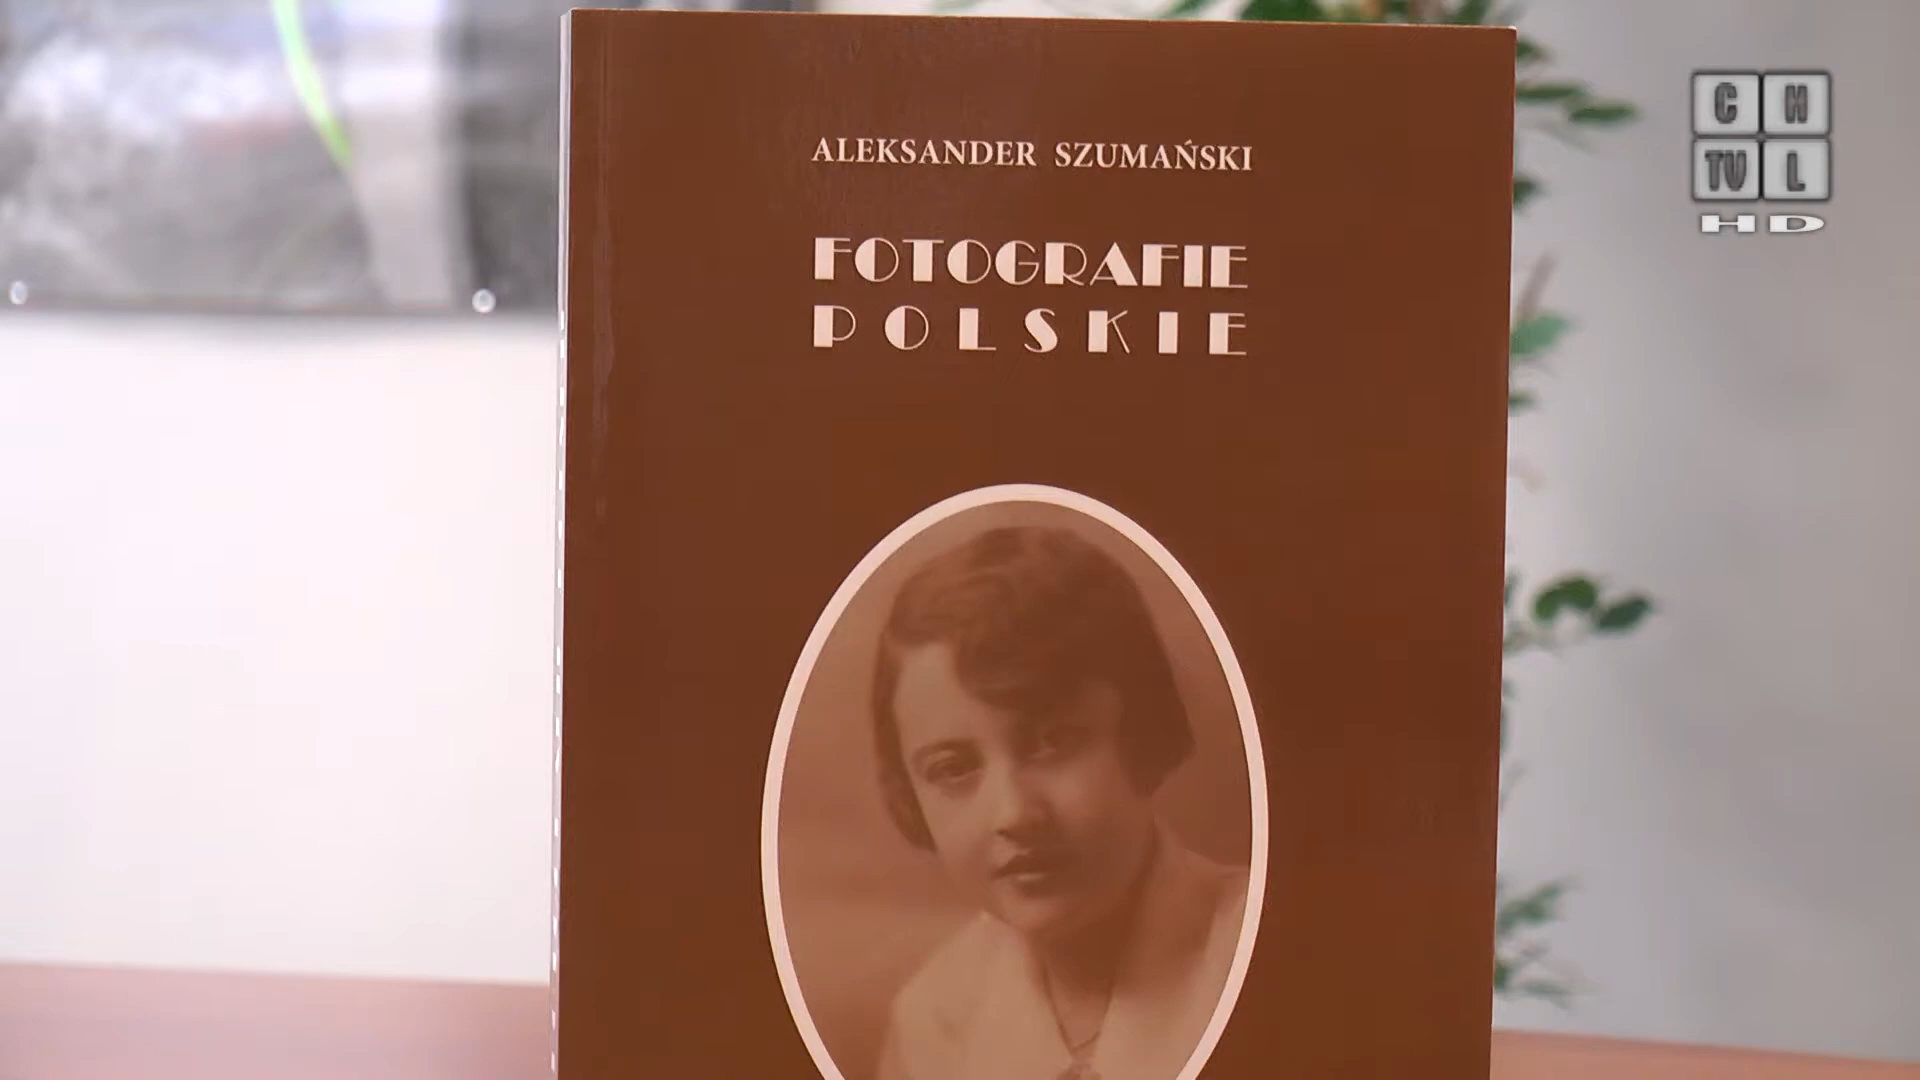 ALEKSANDER SZUMAŃSKI
FOTOGRAFIE
POLSKIE
C H
TV L
HD